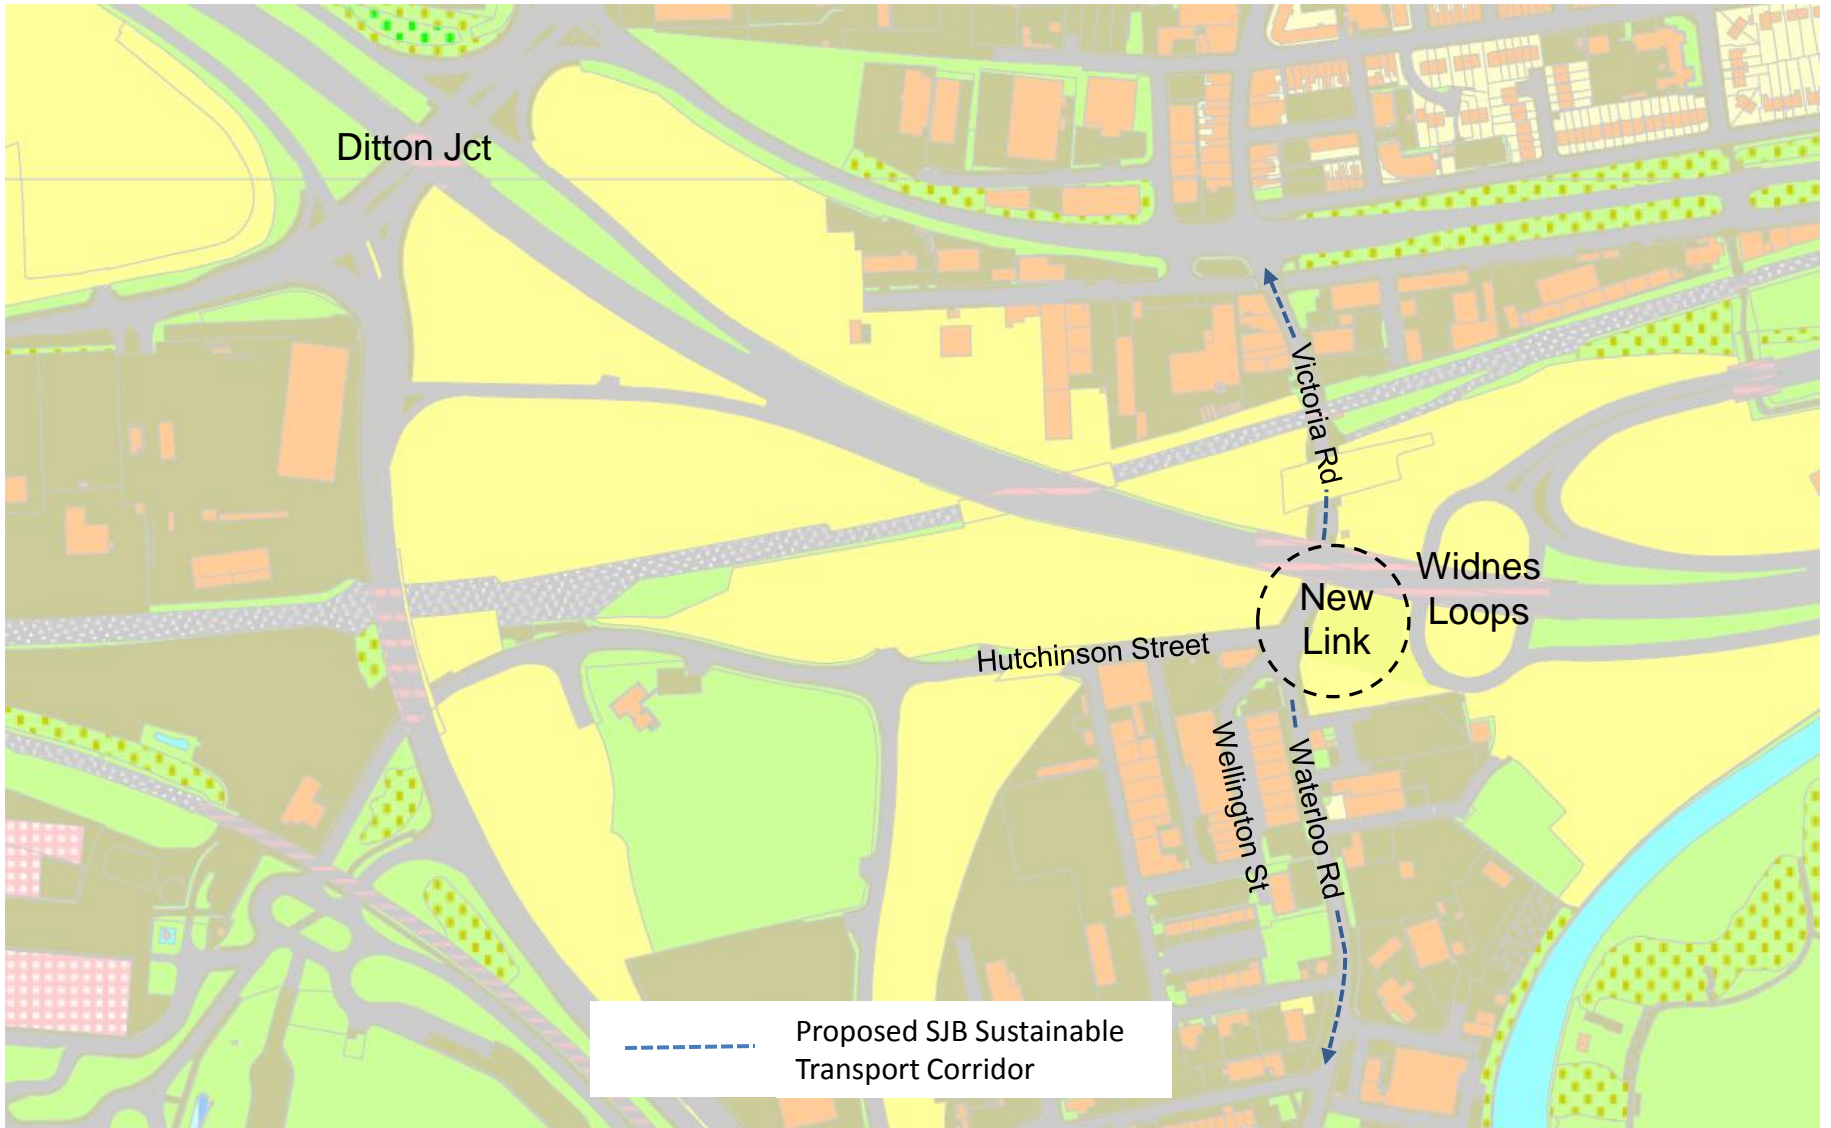 Ditton Jct
Victoria Rd
Widnes
Loops
New
Link
Hutchinson Street
Wellington St
Waterloo Rd
Proposed SJB Sustainable
Transport Corridor